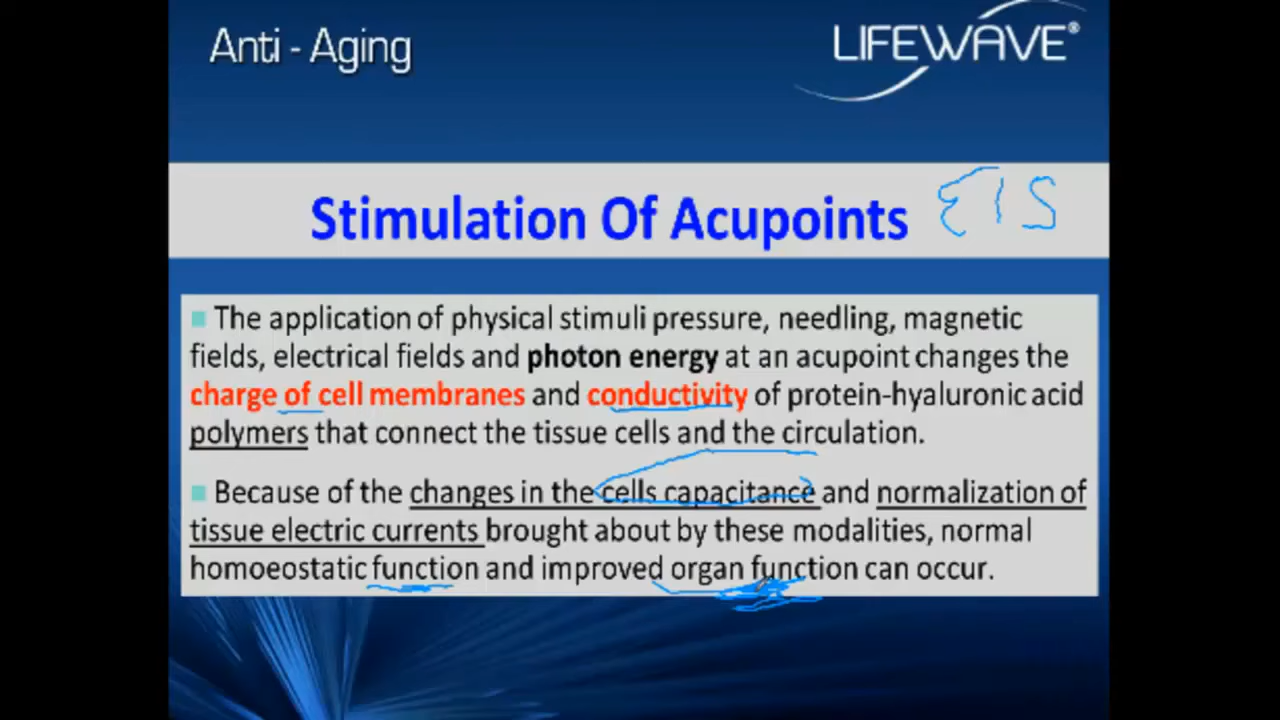 Anti - Aging
LIFEWAVE®
Stimulation Of Acupoints EIS
The application of physical stimuli pressure, needling, magnetic
fields, electrical fields and photon energy at an acupoint changes the
charge of cell membranes and conductivity of protein-hyaluronic acid
polymers that connect the tissue cells and the circulation.
Because of the changes in the cells capacitance and normalization of
tissue electric currents brought about by these modalities, normal
homoeostatic function and improved organ function can occur.